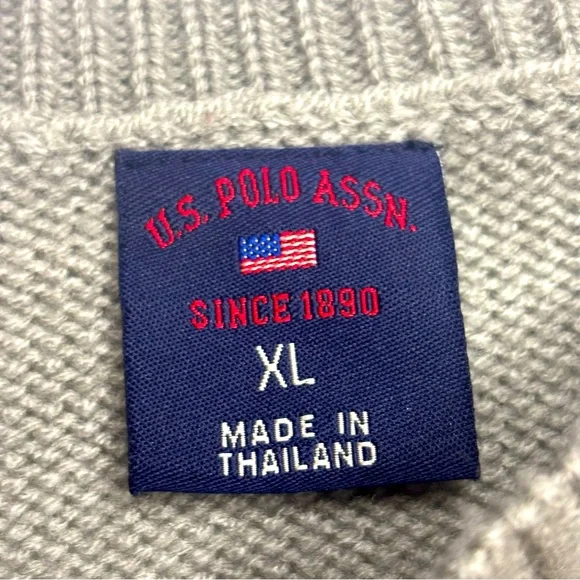 U.S. POLO ASSN.
SINCE 1890
XL
MADE IN
THAILAND